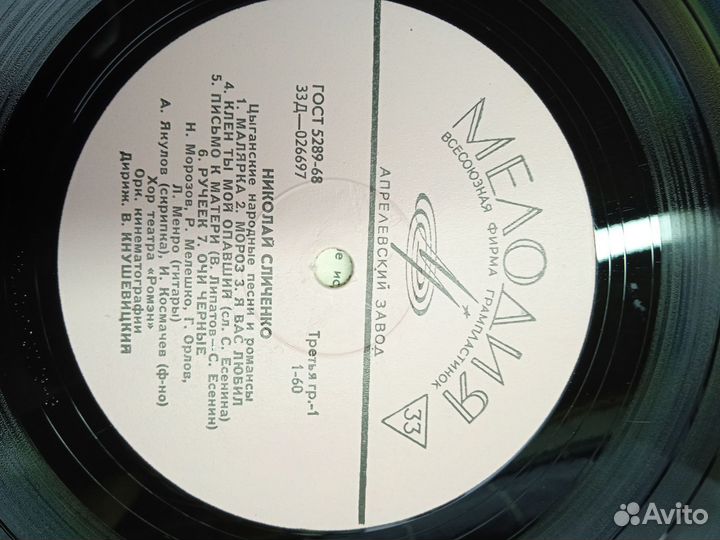 МЕЛОДИЯ
ВСЕСОЮЗНАЯ ФИРМА ГРАМПЛАСТИНОК
33
АПРЕЛЕВСКИЙ ЗАВОД
ГОСТ 5289-68
33Д—026697
Третья гр.-1
1-60
НИКОЛАЙ СЛИЧЕНКО
Цыганские народные песни и романсы
1. МАЛЯРКА 2. МОРОЗ 3. Я ВАС ЛЮБИЛ
4. КЛЕН ТЫ МОЙ ОПАВШИЙ (сл. С. Есенина)
5. ПИСЬМО К МАТЕРИ (В. Липатов—С. Есенин)
6. РУЧЕЕК 7. ОЧИ ЧЕРНЫЕ
Н. Морозов, Р. Мелешко, Г. Орлов,
Л. Менро (гитары)
А. Якулов (скрипка), И. Космачев (ф-но)
Хор театра «Ромэн»
Орк. кинематографии
Дириж. В. КНУШЕВИЦКИЙ
Avito